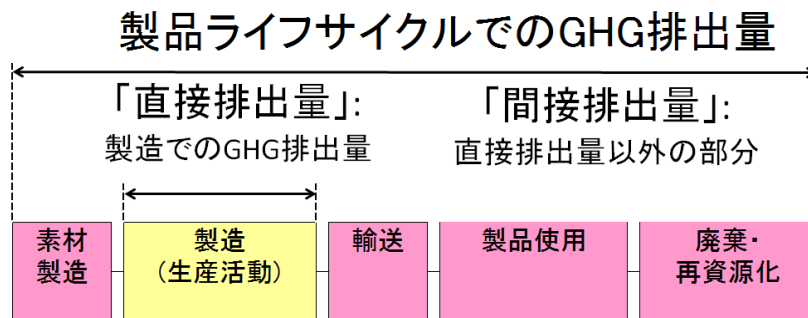 製品ライフサイクルでのGHG排出量
「直接排出量」:
製造でのGHG排出量
「間接排出量」:
直接排出量以外の部分
素材
製造
製造
（生産活動）
輸送
製品使用
廃棄・
再資源化